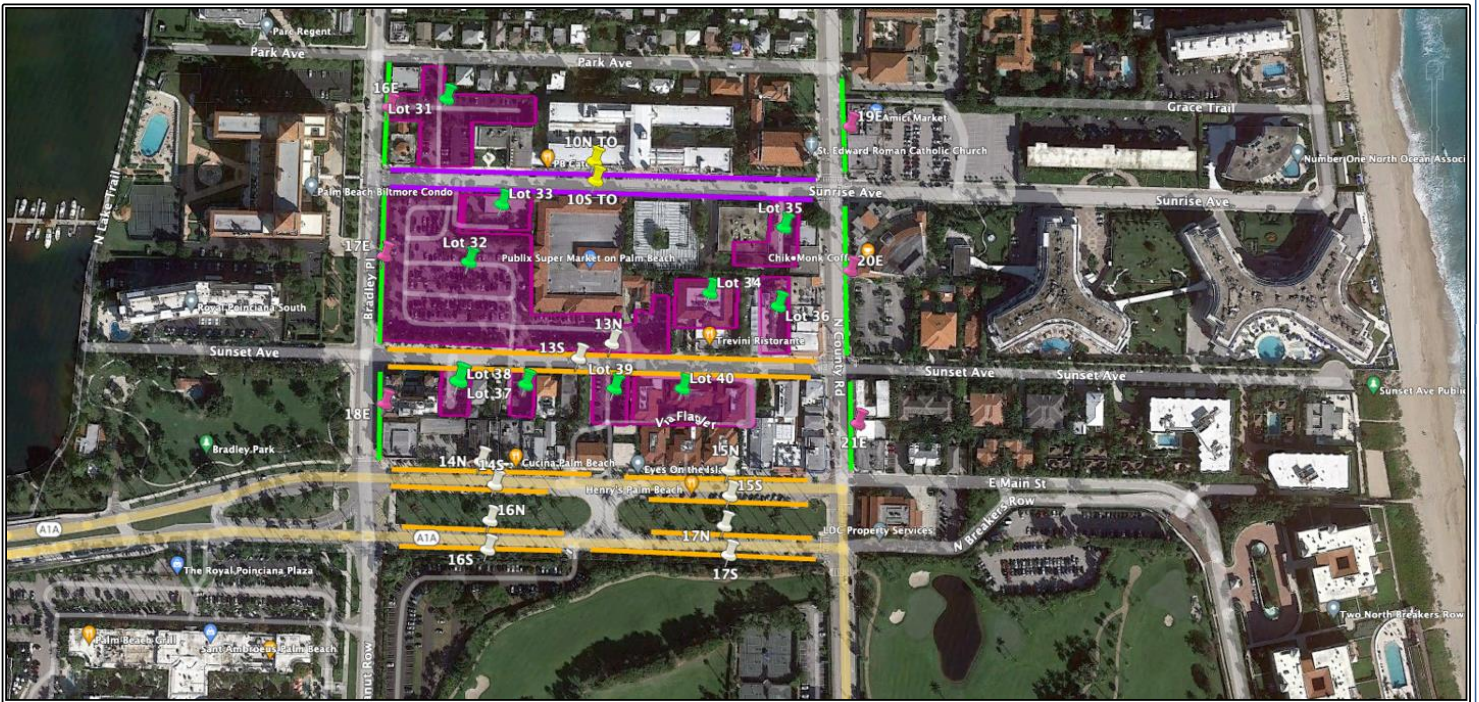 Parc Regent
Park Ave
Park Ave
16E
Lot 31
19E
Amici Market
Grace Trail
10N TO
St. Edward Roman Catholic Church
Number One North Ocean Associ
Palm Beach Biltmore Condo
Lot 33
10S TO
Sunrise Ave
Sunrise Ave
N Lake Trail
Lot 35
17E
Lot 32
Publix Super Market on Palm Beach
Chik•Monk Coff
20E
Bradley Pl
Lot 34
Royal Poinciana South
Lot 36
13N
N County Rd
Trevini Ristorante
Sunset Ave
13S
Lot 38
Lot 39
Lot 40
Sunset Ave
Sunset Ave
Sunset Ave Publi
Lot 37
18E
Via Flagler
21E
Bradley Park
14N
14S
Cucina Palm Beach
Eyes On the Isla
15N
Henry's Palm Beach
15S
E Main St
16N
N Breakers Row
A1A
A1A
17N
LDC Property Services
16S
17S
The Royal Poinciana Plaza
Two North Breakers Row
Palm Beach Grill
Sant Ambroeus Palm Beach
anut Row